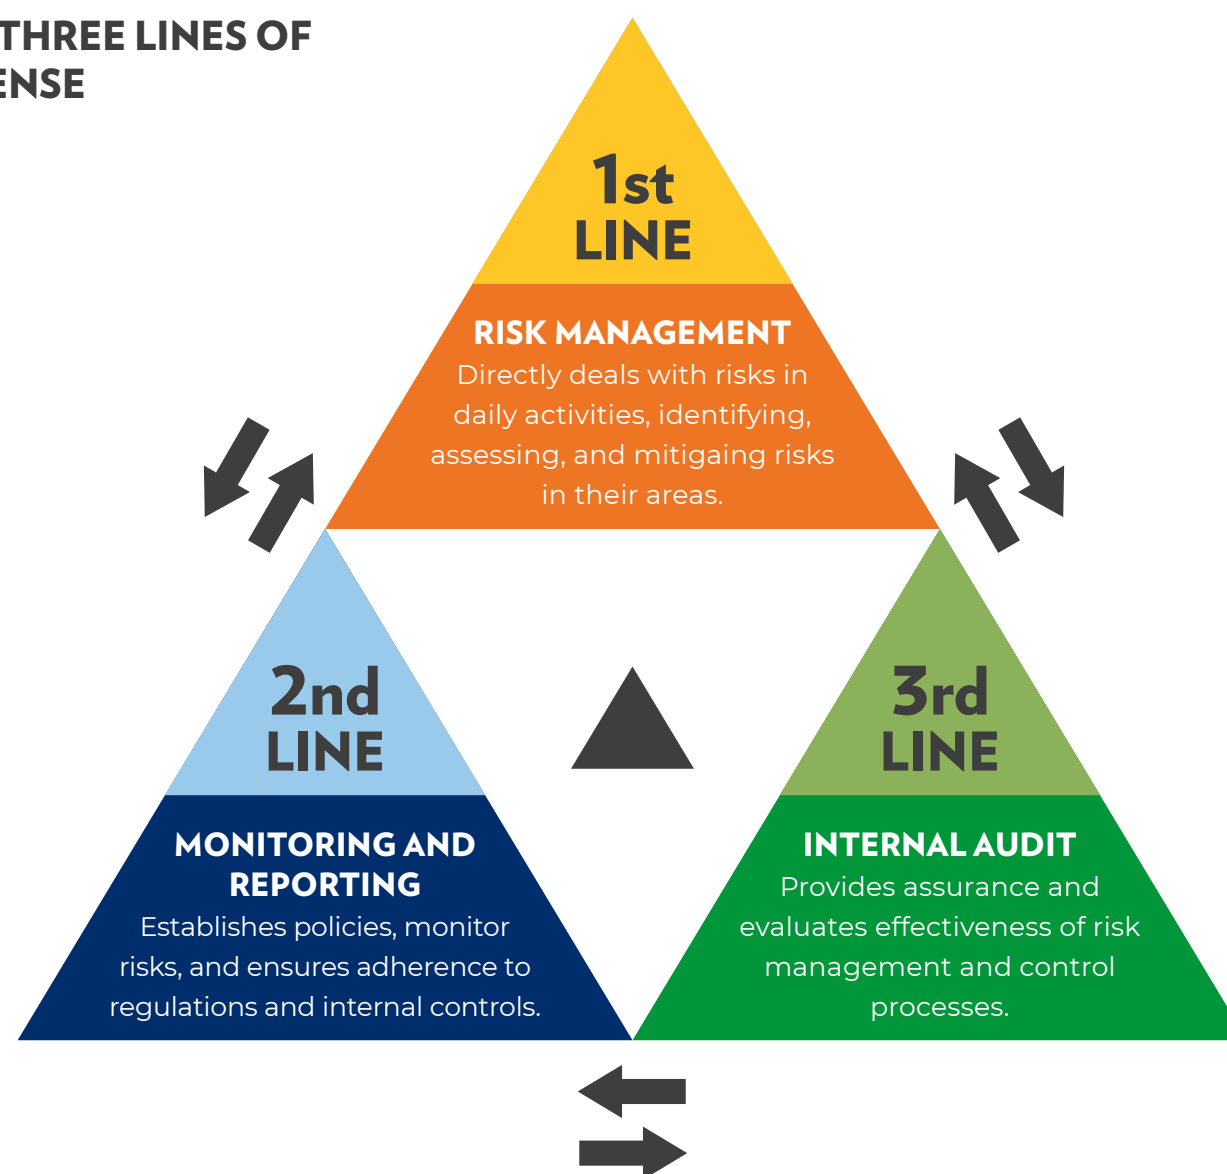 THREE LINES OF
ENSE
1st
LINE
RISK MANAGEMENT
Directly deals with risks in
daily activities, identifying,
assessing, and mitigaing risks
in their areas.
2nd
LINE
MONITORING AND
REPORTING
Establishes policies, monitor
risks, and ensures adherence to
regulations and internal controls.
3rd
LINE
INTERNAL AUDIT
Provides assurance and
evaluates effectiveness of risk
management and control
processes.